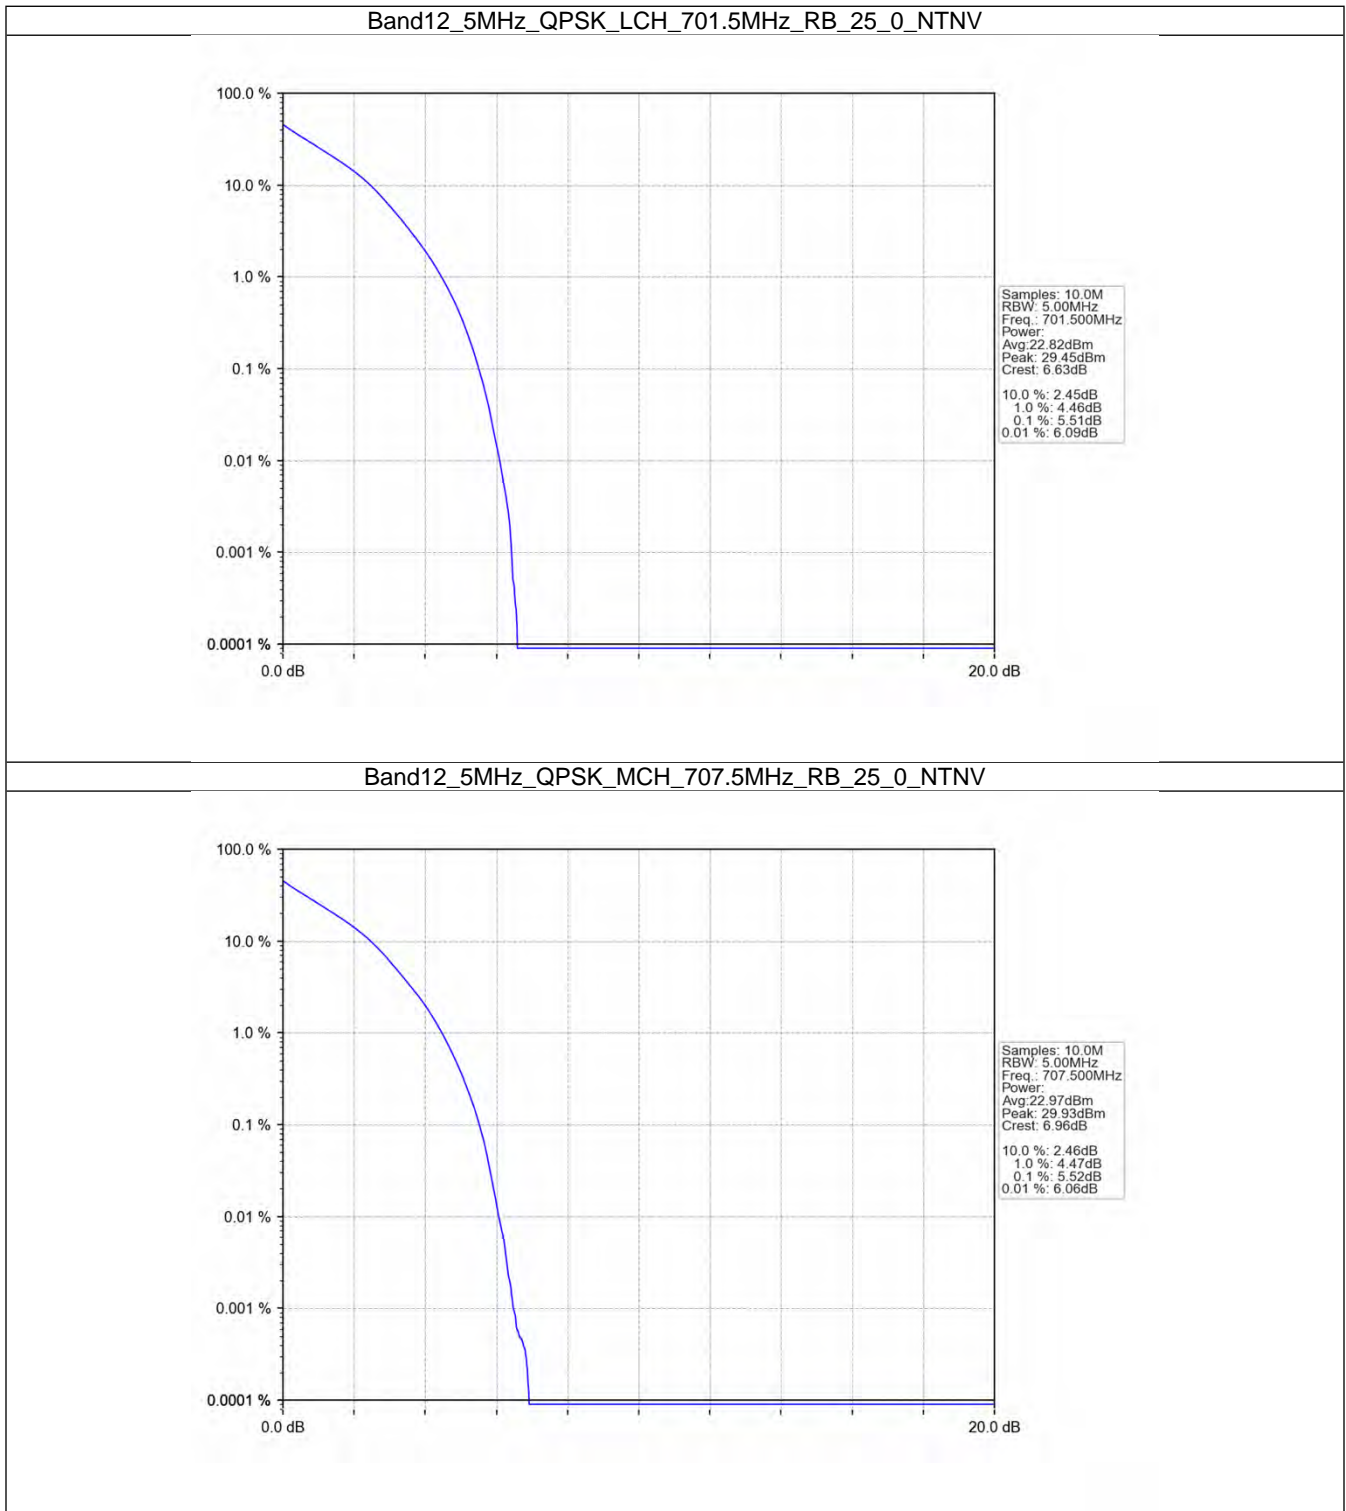 Band12_5MHz_QPSK_LCH_701.5MHz_RB_25_0_NTNV
100.0 %
10.0 %
1.0 %
0.1 %
0.01 %
0.001 %
0.0001 %
0.0 dB
20.0 dB
Samples: 10.0M
RBW: 5.00MHz
Freq.: 701.500MHz
Power:
Avg:22.82dBm
Peak: 29.45dBm
Crest: 6.63dB
10.0 %: 2.45dB
1.0 %: 4.46dB
0.1 %: 5.51dB
0.01 %: 6.09dB
Band12_5MHz_QPSK_MCH_707.5MHz_RB_25_0_NTNV
100.0 %
10.0 %
1.0 %
0.1 %
0.01 %
0.001 %
0.0001 %
0.0 dB
20.0 dB
Samples: 10.0M
RBW: 5.00MHz
Freq.: 707.500MHz
Power:
Avg:22.97dBm
Peak: 29.93dBm
Crest: 6.96dB
10.0 %: 2.46dB
1.0 %: 4.47dB
0.1 %: 5.52dB
0.01 %: 6.06dB